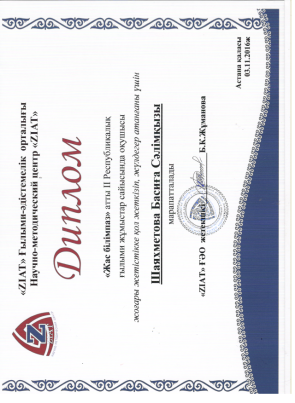 «ZIAT» Ғылыми-әдістемелік орталығы
Научно-методический центр «ZIAT»
Диплом
«Жас білімпаз» атты II Республикалық
ғылыми жұмыстар сайысында оқушысы
жоғары жетістікке қол жеткізіп, жүлдегер атанғаны үшін
Шаяхметова Басиға Сәлімқызы
марапатталады
«ZIAT» ҒӘО жетекшісі Б.К.Жұманова
Астана қаласы
03.11.2016ж